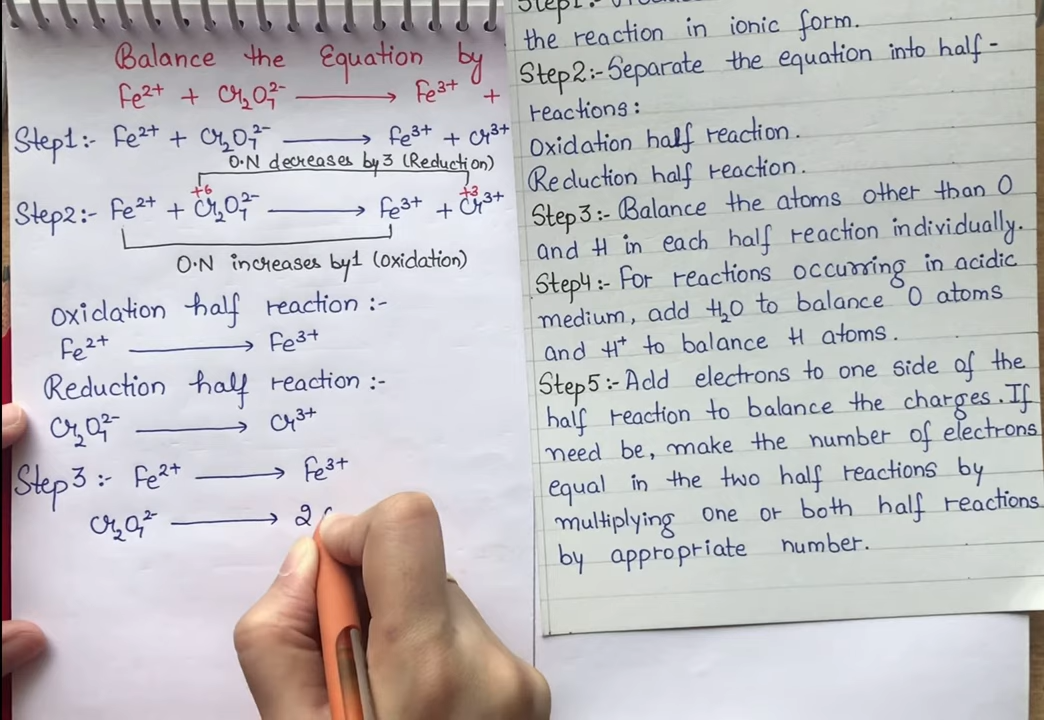 Balance the Equation by
Fe²⁺ + Cr₂O₇²⁻ ⟶ Fe³⁺ +
Step1:- Fe²⁺ + Cr₂O₇²⁻ ⟶ Fe³⁺ + Cr³⁺
O.N decreases by 3 (Reduction)
+6 +3
Step2:- Fe²⁺ + Cr₂O₇²⁻ ⟶ Fe³⁺ + Cr³⁺
O.N increases by 1 (oxidation)
Oxidation half reaction :-
Fe²⁺ ⟶ Fe³⁺
Reduction half reaction :-
Cr₂O₇²⁻ ⟶ Cr³⁺
Step3 :- Fe²⁺ ⟶ Fe³⁺
Cr₂O₇²⁻ ⟶ 2
the reaction in ionic form.
Step2:- Separate the equation into half-
reactions:
Oxidation half reaction.
Reduction half reaction.
Step3:- Balance the atoms other than O
and H in each half reaction individually.
Step4:- For reactions occurring in acidic
medium, add H₂O to balance O atoms
and H⁺ to balance H atoms.
Step5:- Add electrons to one side of the
half reaction to balance the charges. If
need be, make the number of electrons
equal in the two half reactions by
multiplying one or both half reactions
by appropriate number.